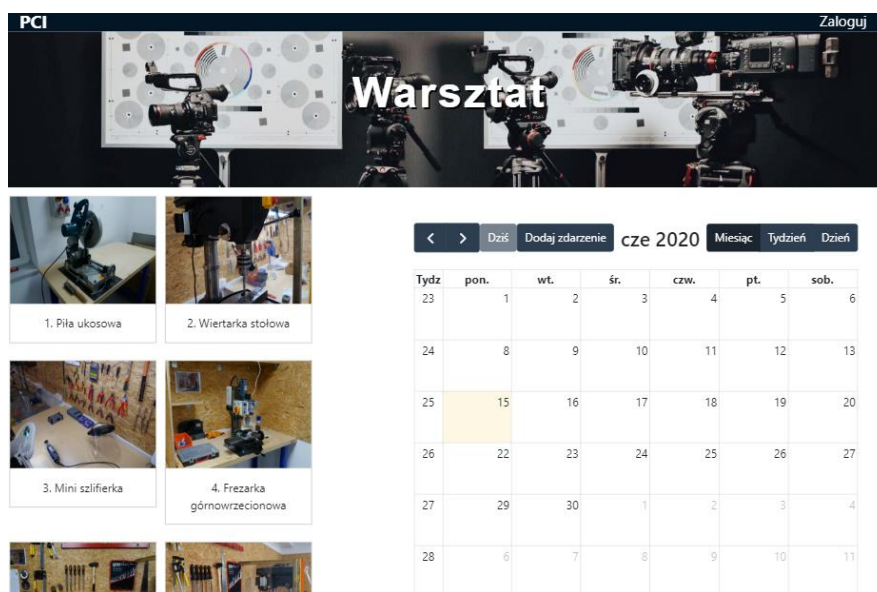 PCI Zaloguj
Warsztat
1. Piła ukosowa
2. Wiertarka stołowa
3. Mini szlifierka
4. Frezarka
górnowrzecionowa
< > Dziś Dodaj zdarzenie cze 2020 Miesiąc Tydzień Dzień
Tydz pon. wt. śr. czw. pt. sob.
23 1 2 3 4 5 6
24 8 9 10 11 12 13
25 15 16 17 18 19 20
26 22 23 24 25 26 27
27 29 30 1 2 3 4
28 6 7 8 9 10 11